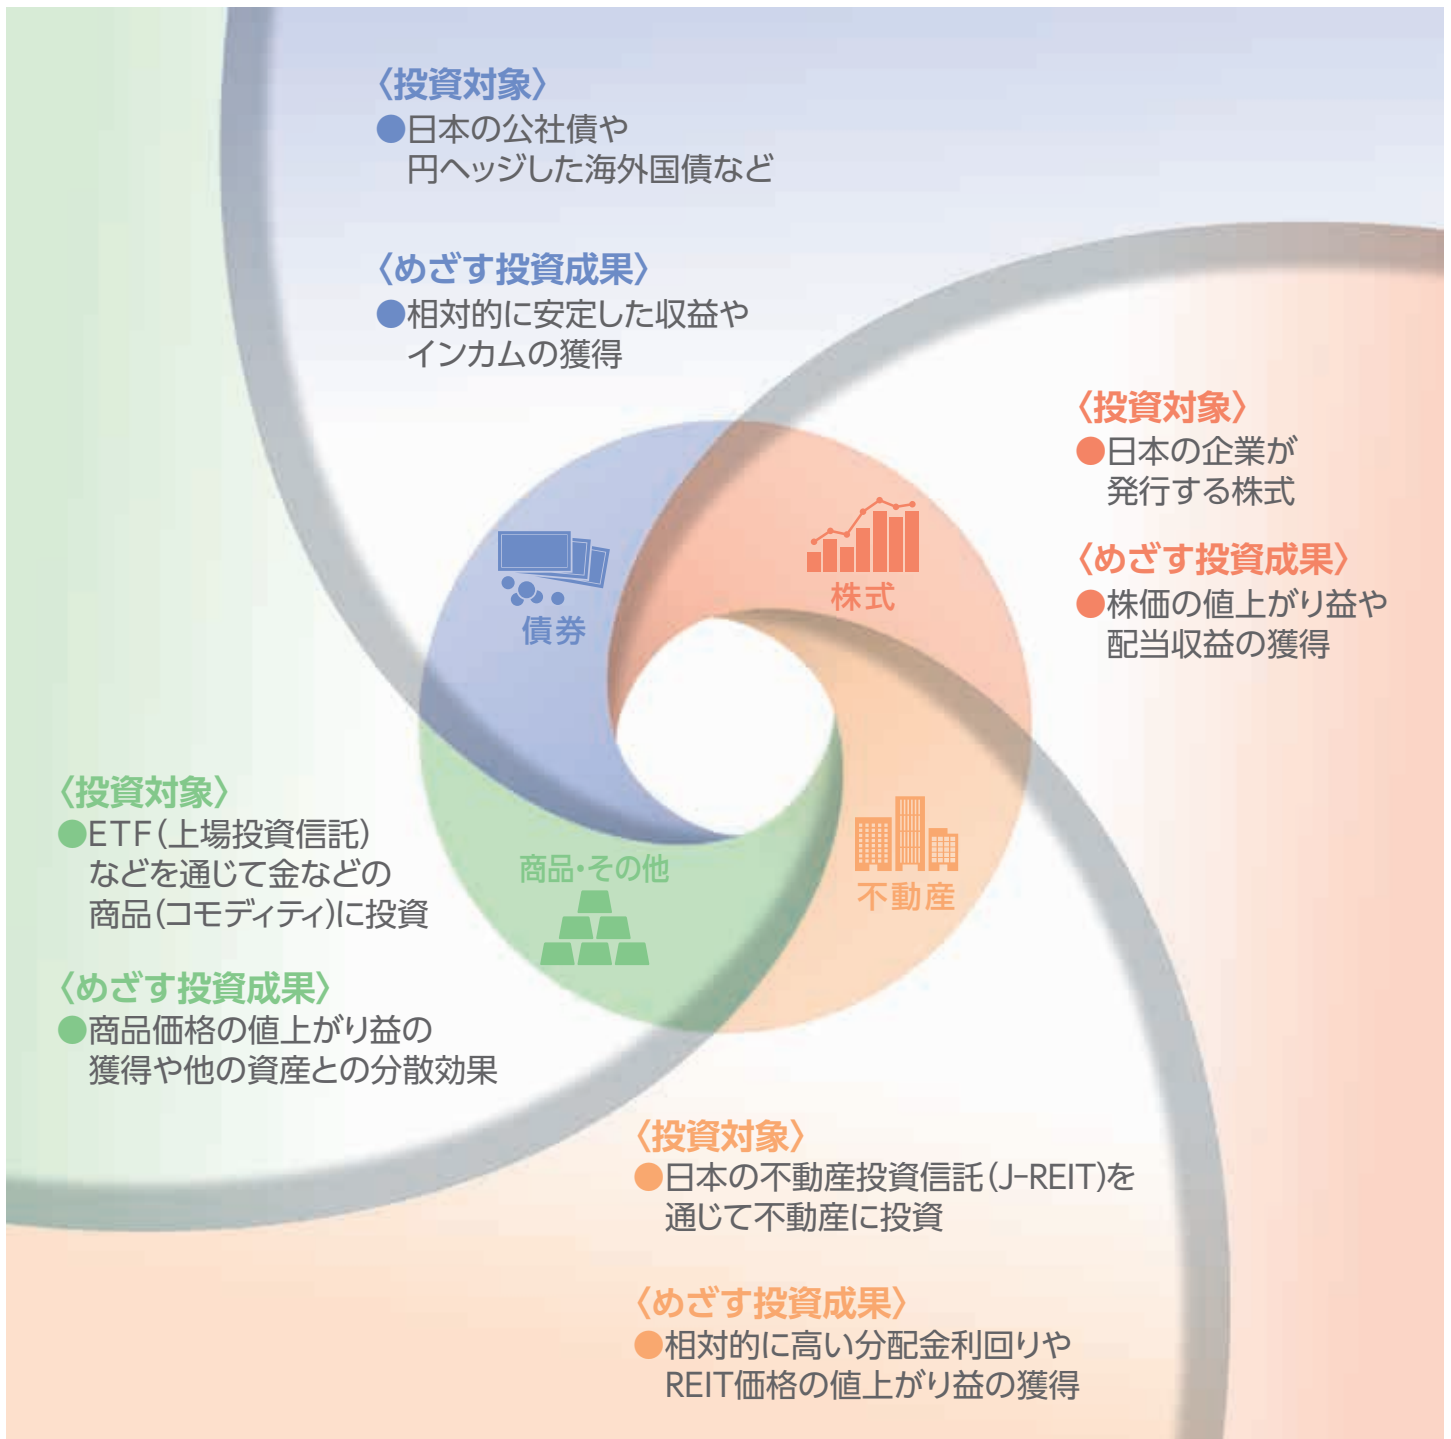 〈投資対象〉
●日本の公社債や
円ヘッジした海外国債など
〈めざす投資成果〉
●相対的に安定した収益や
インカムの獲得
債券
〈投資対象〉
●日本の企業が
発行する株式
〈めざす投資成果〉
●株価の値上がり益や
配当収益の獲得
株式
〈投資対象〉
●ETF(上場投資信託)
などを通じて金などの
商品(コモディティ)に投資
〈めざす投資成果〉
●商品価格の値上がり益の
獲得や他の資産との分散効果
商品・その他
不動産
〈投資対象〉
●日本の不動産投資信託(J-REIT)を
通じて不動産に投資
〈めざす投資成果〉
●相対的に高い分配金利回りや
REIT価格の値上がり益の獲得